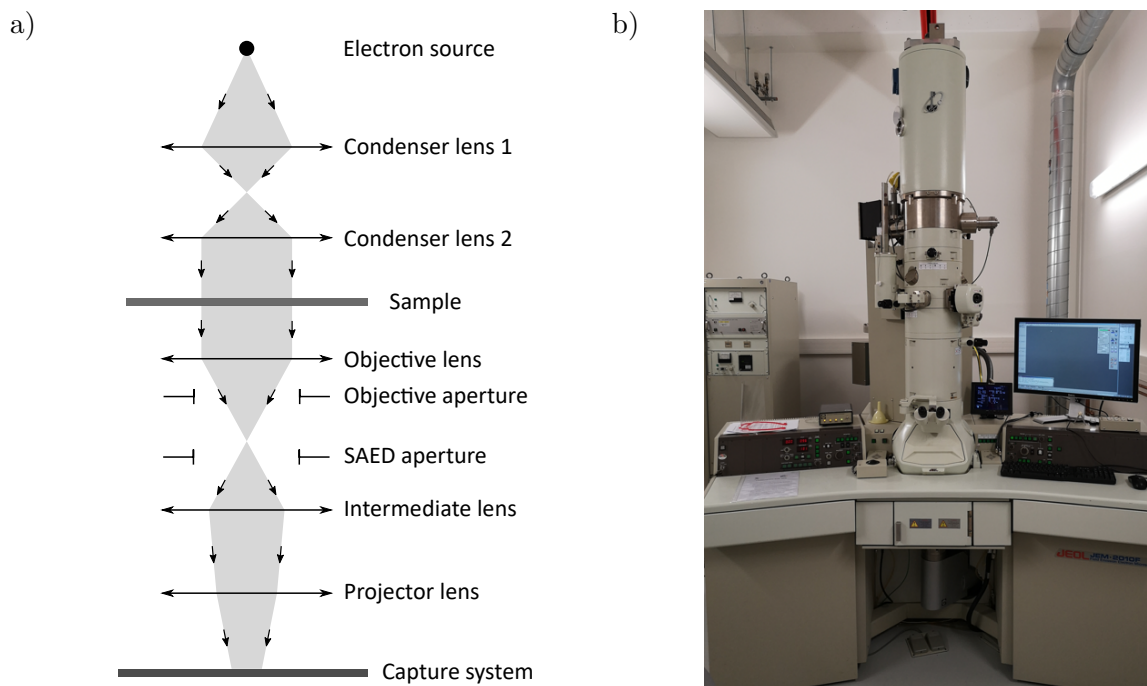 a)
Electron source
Condenser lens 1
Condenser lens 2
Sample
Objective lens
Objective aperture
SAED aperture
Intermediate lens
Projector lens
Capture system
b)
JEOL JEM-2010F